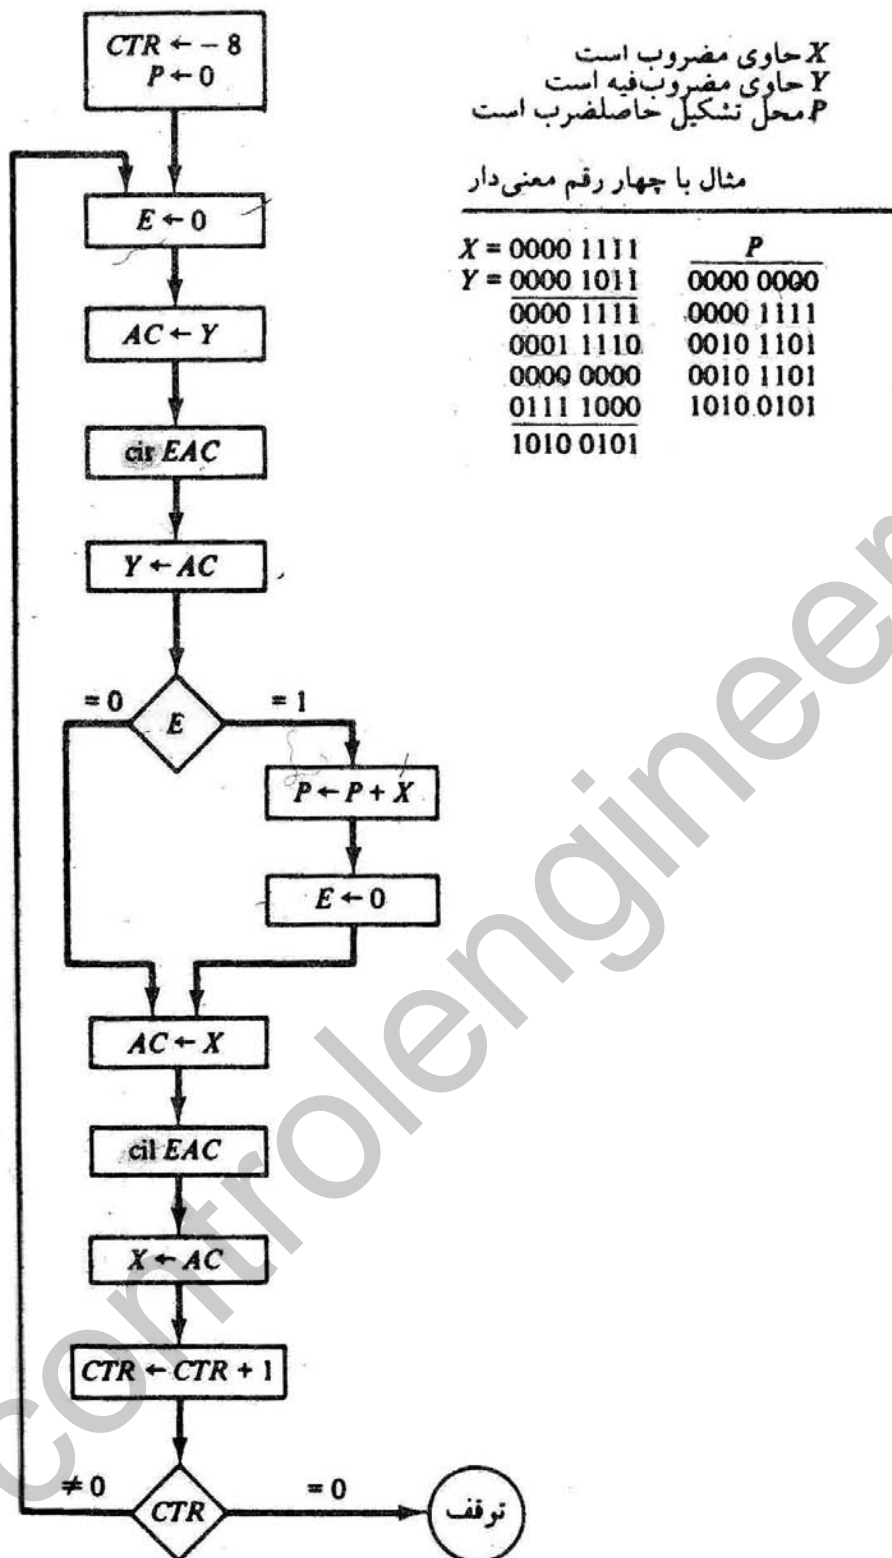 CTR ← - 8
P ← 0
E ← 0
AC ← Y
cir EAC
Y ← AC
= 0
E
= 1
P ← P + X
E ← 0
AC ← X
cil EAC
X ← AC
CTR ← CTR + 1
≠ 0
CTR
= 0
توقف
X حاوی مضروب است
Y حاوی مضروب‌فیه است
P محل تشکیل حاصلضرب است
مثال با چهار رقم معنی‌دار
X = 0000 1111
P
Y = 0000 1011
0000 0000
0000 1111
0000 1111
0001 1110
0010 1101
0000 0000
0010 1101
0111 1000
1010 0101
1010 0101
controlengineer